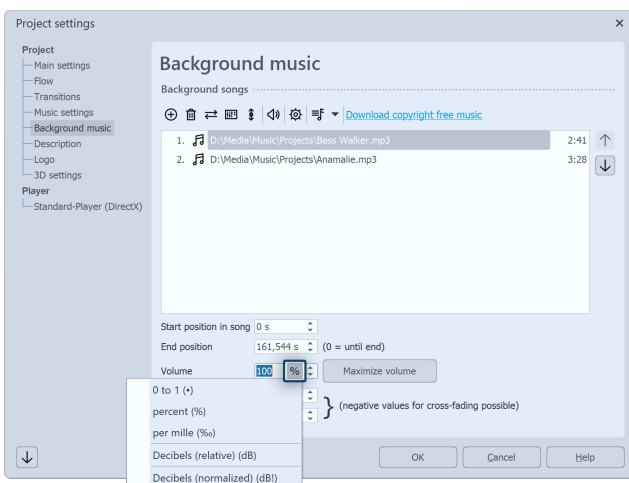 Project settings
Project
Main settings
Flow
Transitions
Music settings
Background music
Description
Logo
3D settings
Player
Standard-Player (DirectX)
Background music
Background songs
Download copyright free music
1. D:\Media\Music\Projects\Bass Walker.mp3 2:41
2. D:\Media\Music\Projects\Anamalie.mp3 3:28
Start position in song 0 s
End position 161,544 s (0 = until end)
Volume 100 % Maximize volume
0 to 1 (•)
percent (%)
per mille (‰)
Decibels (relative) (dB)
Decibels (normalized) (dB!)
} (negative values for cross-fading possible)
OK Cancel Help